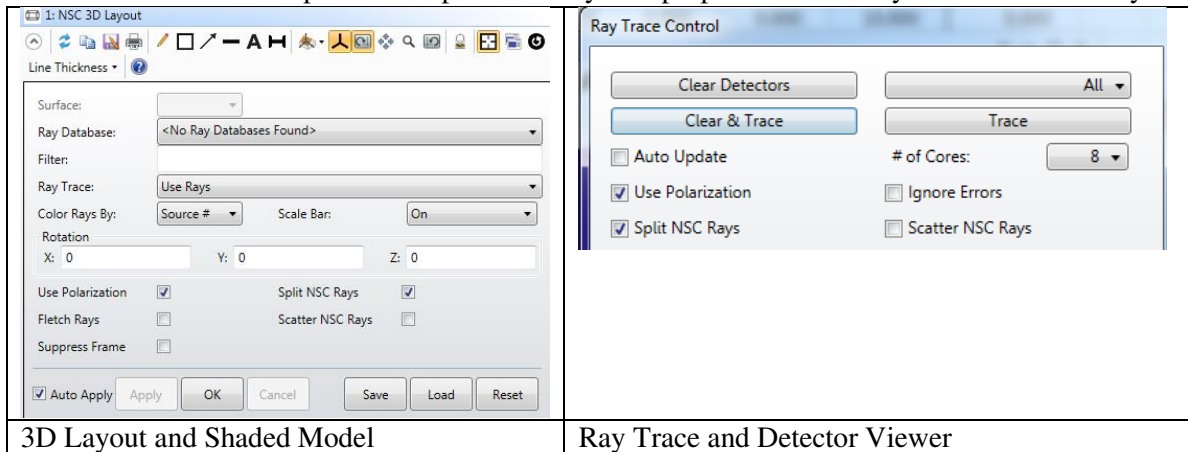 1: NSC 3D Layout
Line Thickness
Surface:
Ray Database: <No Ray Databases Found>
Filter:
Ray Trace: Use Rays
Color Rays By: Source # Scale Bar: On
Rotation
X: 0 Y: 0 Z: 0
Use Polarization Split NSC Rays
Fletch Rays Scatter NSC Rays
Suppress Frame
Auto Apply Apply OK Cancel Save Load Reset
3D Layout and Shaded Model
Ray Trace Control
Clear Detectors All
Clear & Trace Trace
Auto Update # of Cores: 8
Use Polarization Ignore Errors
Split NSC Rays Scatter NSC Rays
Ray Trace and Detector Viewer